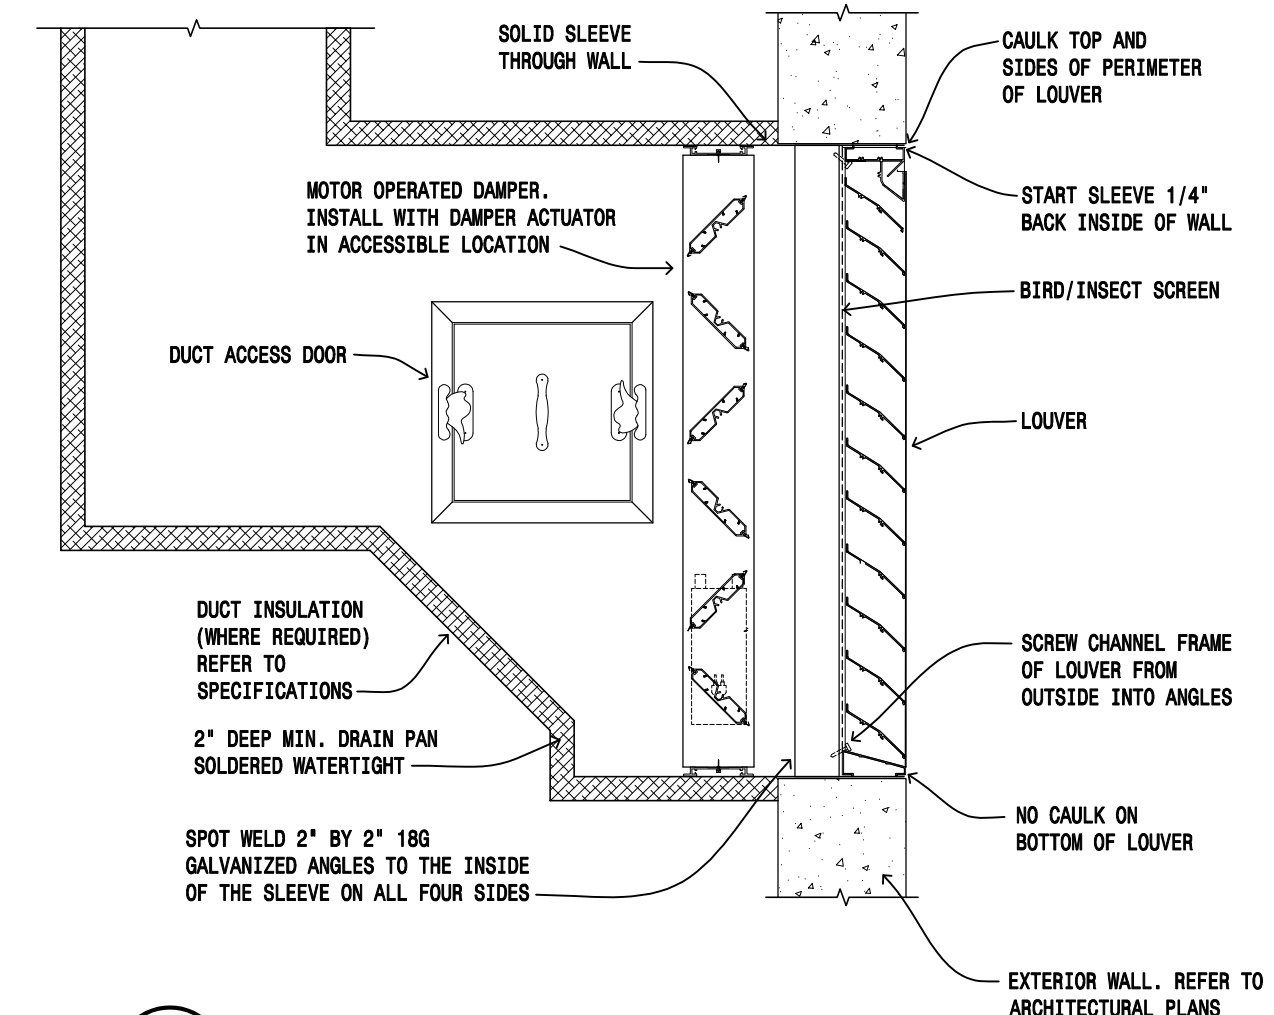 SOLID SLEEVE
THROUGH WALL
CAULK TOP AND
SIDES OF PERIMETER
OF LOUVER
MOTOR OPERATED DAMPER.
INSTALL WITH DAMPER ACTUATOR
IN ACCESSIBLE LOCATION
START SLEEVE 1/4"
BACK INSIDE OF WALL
BIRD/INSECT SCREEN
DUCT ACCESS DOOR
LOUVER
DUCT INSULATION
(WHERE REQUIRED)
REFER TO
SPECIFICATIONS
SCREW CHANNEL FRAME
OF LOUVER FROM
OUTSIDE INTO ANGLES
2" DEEP MIN. DRAIN PAN
SOLDERED WATERTIGHT
NO CAULK ON
BOTTOM OF LOUVER
SPOT WELD 2" BY 2" 18G
GALVANIZED ANGLES TO THE INSIDE
OF THE SLEEVE ON ALL FOUR SIDES
EXTERIOR WALL. REFER TO
ARCHITECTURAL PLANS